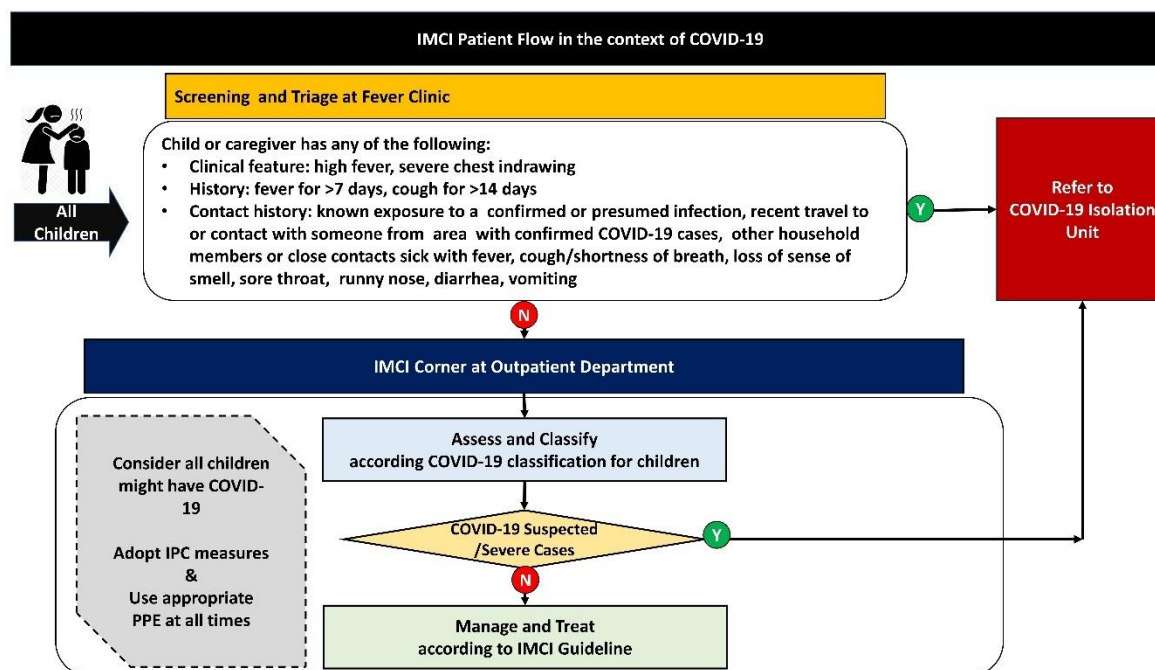 IMCI Patient Flow in the context of COVID-19
Screening and Triage at Fever Clinic
All
Children
Child or caregiver has any of the following:
• Clinical feature: high fever, severe chest indrawing
• History: fever for >7 days, cough for >14 days
• Contact history: known exposure to a confirmed or presumed infection, recent travel to
or contact with someone from area with confirmed COVID-19 cases, other household
members or close contacts sick with fever, cough/shortness of breath, loss of sense of
smell, sore throat, runny nose, diarrhea, vomiting
Y
Refer to
COVID-19 Isolation
Unit
N
IMCI Corner at Outpatient Department
Consider all children
might have COVID-
19
Adopt IPC measures
&
Use appropriate
PPE at all times
Assess and Classify
according COVID-19 classification for children
COVID-19 Suspected
/Severe Cases
Y
N
Manage and Treat
according to IMCI Guideline